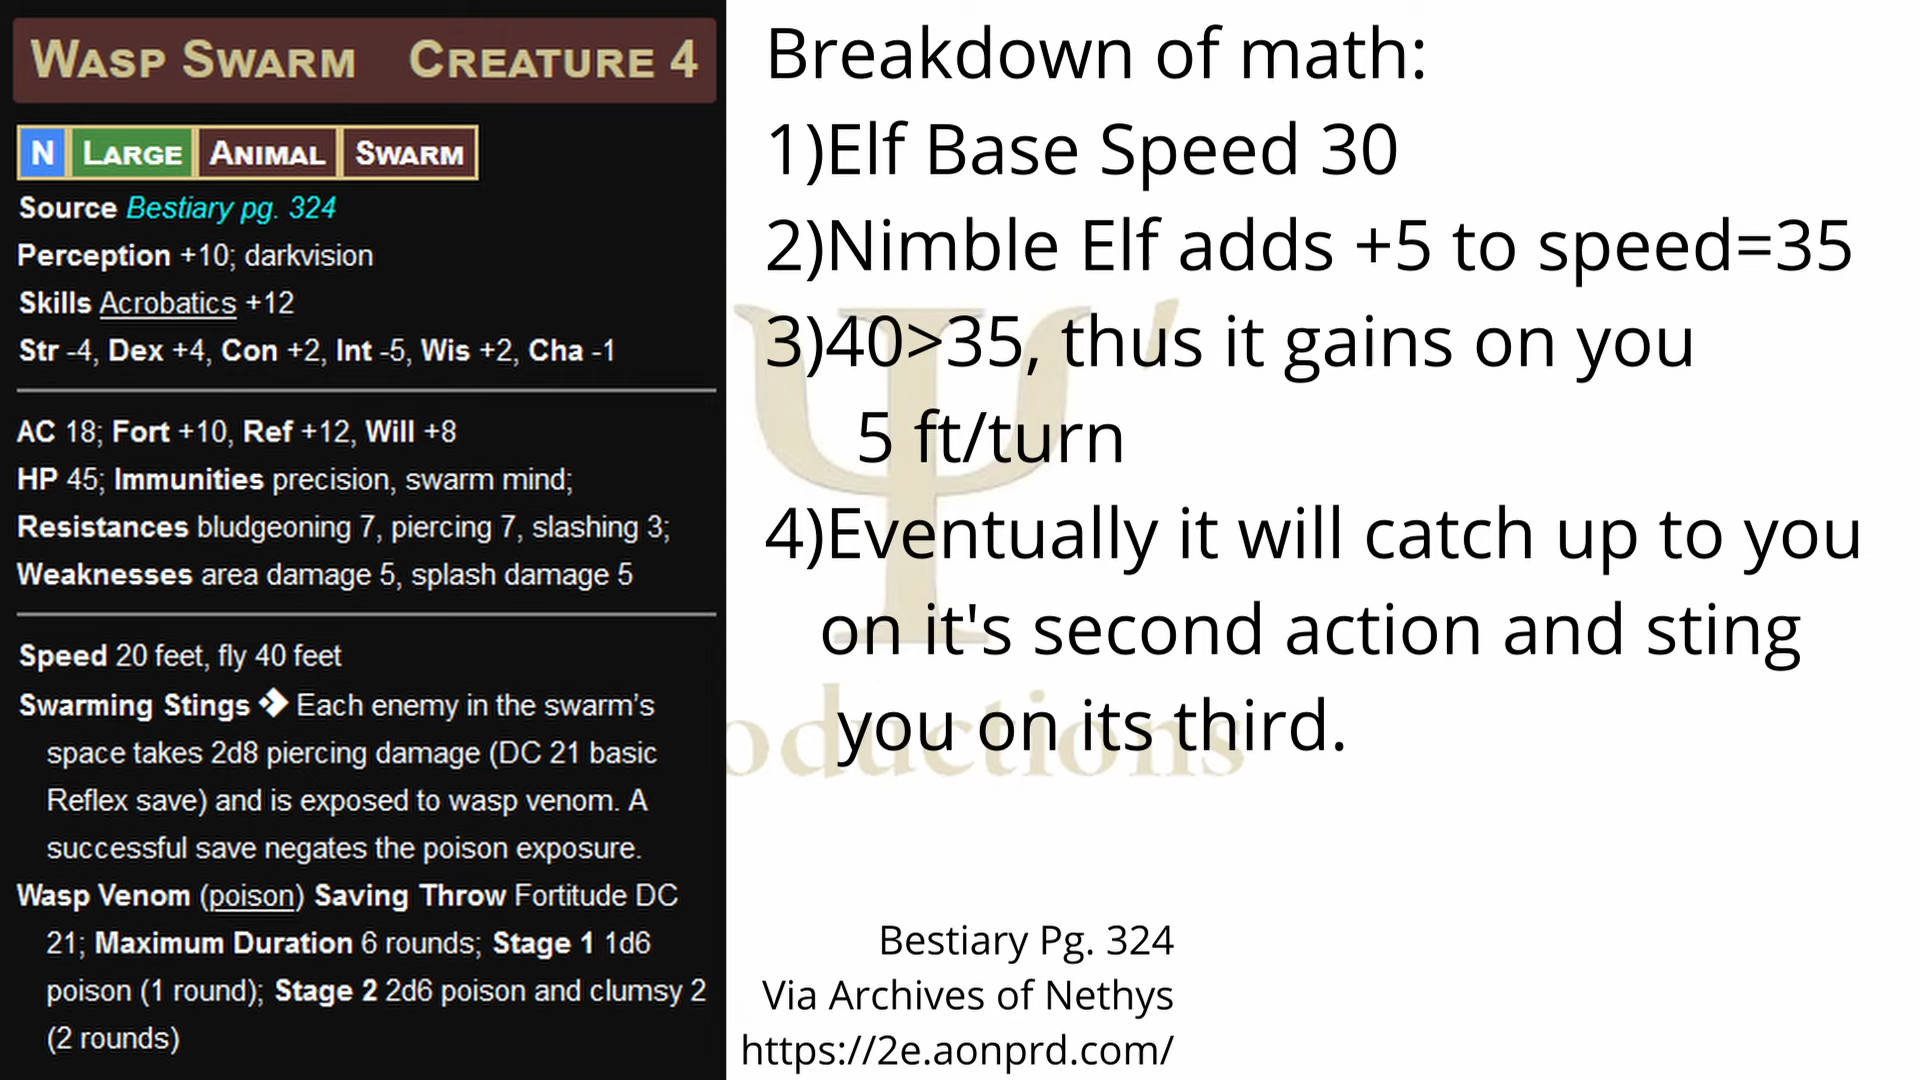 WASP SWARM CREATURE 4
N LARGE ANIMAL SWARM
Source Bestiary pg. 324
Perception +10; darkvision
Skills Acrobatics +12
Str -4, Dex +4, Con +2, Int -5, Wis +2, Cha -1
AC 18; Fort +10, Ref +12, Will +8
HP 45; Immunities precision, swarm mind;
Resistances bludgeoning 7, piercing 7, slashing 3;
Weaknesses area damage 5, splash damage 5
Speed 20 feet, fly 40 feet
Swarming Stings Each enemy in the swarm's
space takes 2d8 piercing damage (DC 21 basic
Reflex save) and is exposed to wasp venom. A
successful save negates the poison exposure.
Wasp Venom (poison) Saving Throw Fortitude DC
21; Maximum Duration 6 rounds; Stage 1 1d6
poison (1 round); Stage 2 2d6 poison and clumsy 2
(2 rounds)
Breakdown of math:
1)Elf Base Speed 30
2)Nimble Elf adds +5 to speed=35
3)40>35, thus it gains on you
5 ft/turn
4)Eventually it will catch up to you
on it's second action and sting
you on its third.
Ψ′
oductions
Bestiary Pg. 324
Via Archives of Nethys
https://2e.aonprd.com/